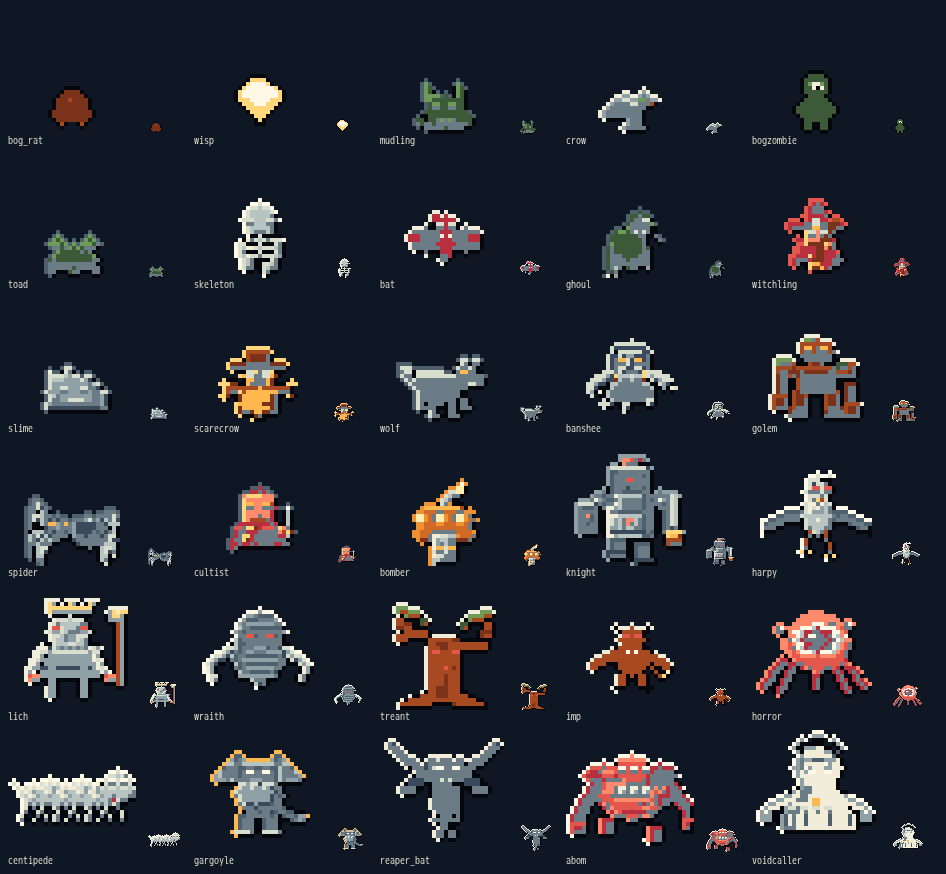 bog_rat wisp mudling crow bogzombie
toad skeleton bat ghoul witchling
slime scarecrow wolf banshee golem
spider cultist bomber knight harpy
lich wraith treant imp horror
centipede gargoyle reaper_bat abom voidcaller